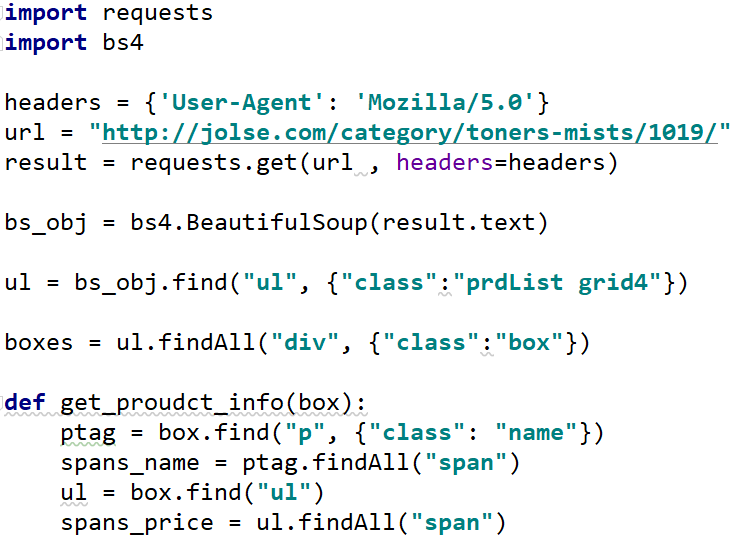 import requests
import bs4
headers = {'User-Agent': 'Mozilla/5.0'}
url = "http://jolse.com/category/toners-mists/1019/"
result = requests.get(url , headers=headers)
bs_obj = bs4.BeautifulSoup(result.text)
ul = bs_obj.find("ul", {"class":"prdList grid4"})
boxes = ul.findAll("div", {"class":"box"})
def get_proudct_info(box):
    ptag = box.find("p", {"class": "name"})
    spans_name = ptag.findAll("span")
    ul = box.find("ul")
    spans_price = ul.findAll("span")